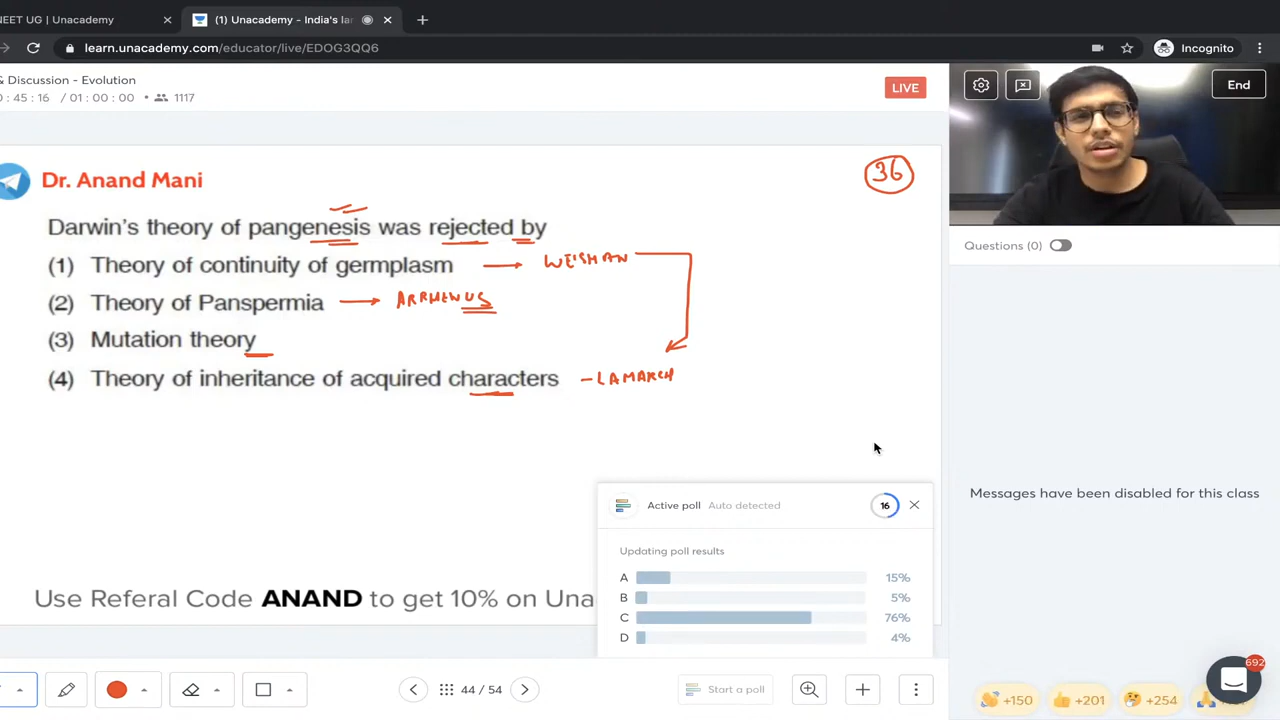 NEET UG | Unacademy
(1) Unacademy - India's lar
learn.unacademy.com/educator/live/EDOG3QQ6
Incognito
& Discussion - Evolution
0 : 45 : 16 / 01 : 00 : 00 • 1117
LIVE
End
Dr. Anand Mani
36
Darwin's theory of pangenesis was rejected by
(1) Theory of continuity of germplasm → WEISMAN
(2) Theory of Panspermia → ARRHENUS
(3) Mutation theory
(4) Theory of inheritance of acquired characters - LAMARCK
Questions (0)
Messages have been disabled for this class
Active poll Auto detected 16
Updating poll results
A 15%
B 5%
C 76%
D 4%
Use Referal Code ANAND to get 10% on Una
44 / 54
Start a poll
692
+150 +201 +254